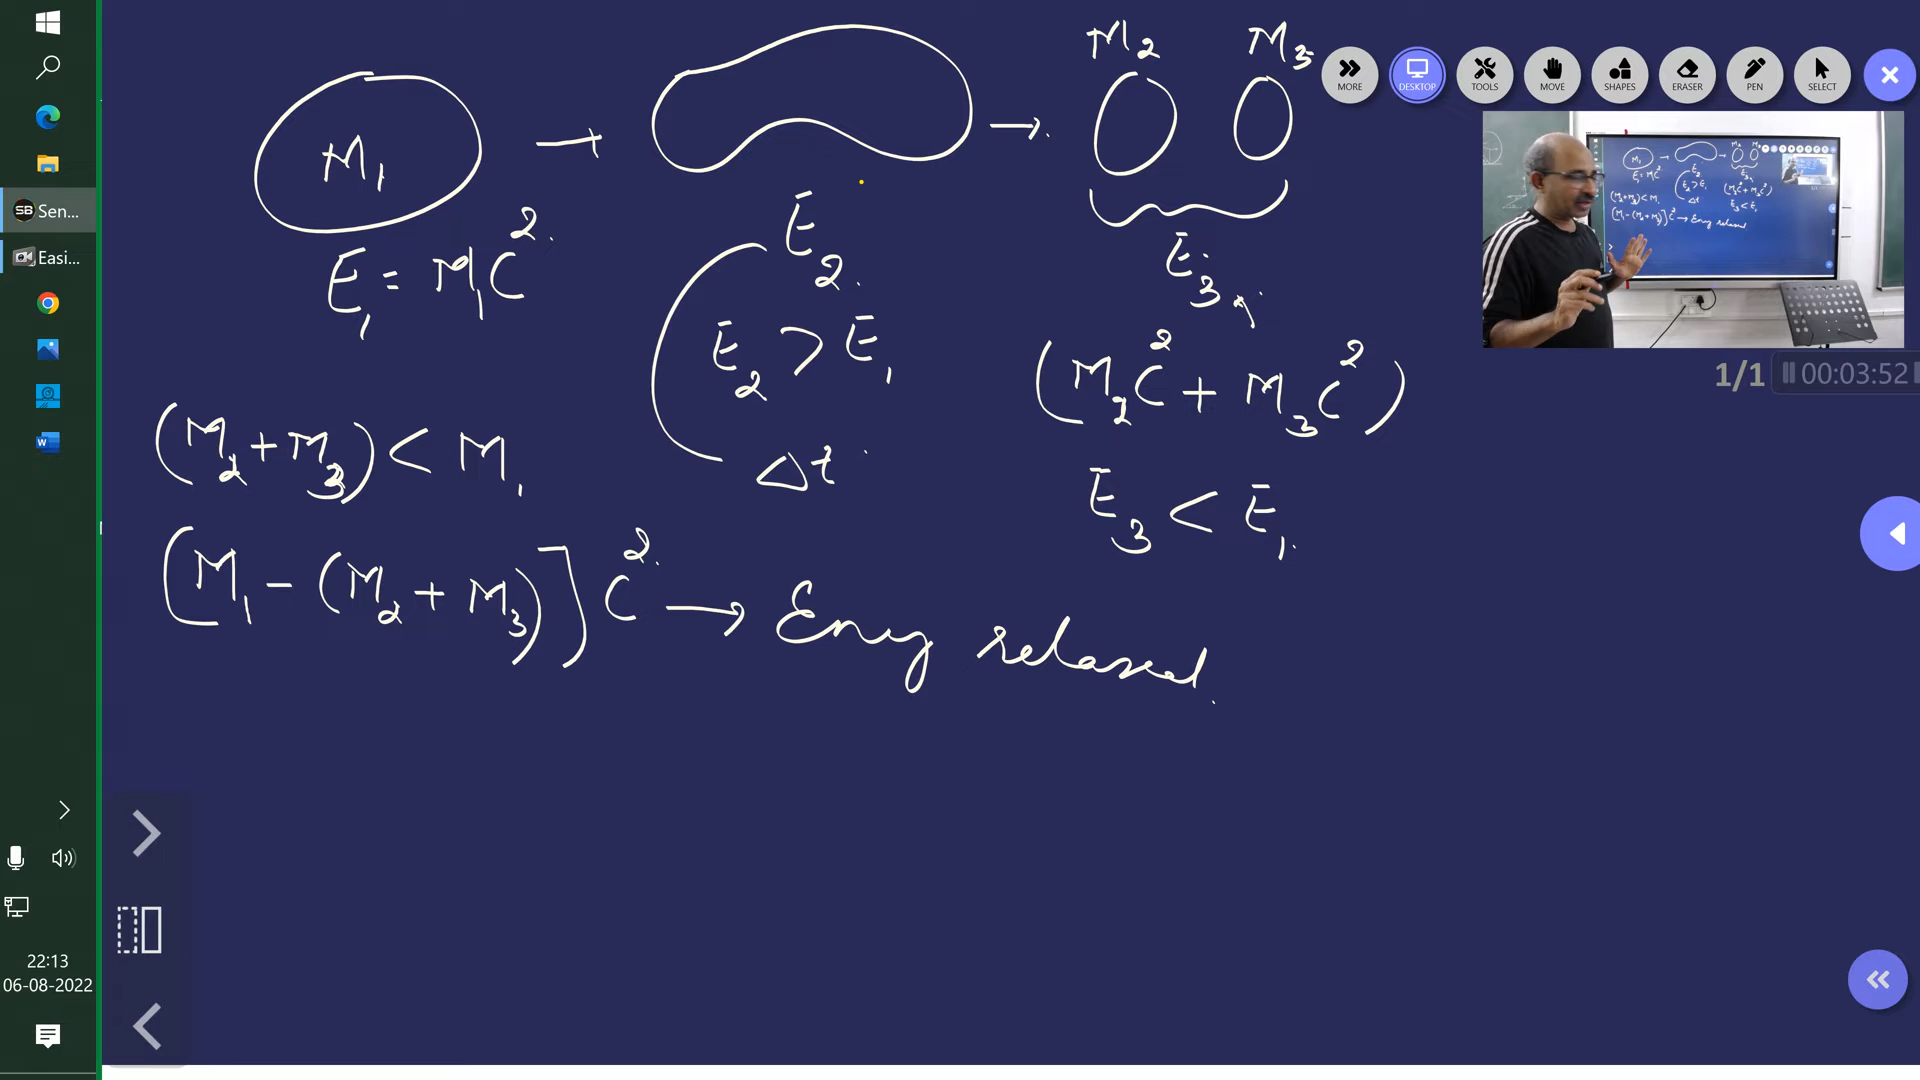 M₂ M₃
M₁
E₁ = M₁C²
E₂
E₃
E₂ > E₁
(M₂C² + M₃C²)
(M₂ + M₃) < M₁
Δt
E₃ < E₁
[M₁ - (M₂ + M₃)]C² → Enrgy released.
MORE DESKTOP TOOLS MOVE SHAPES ERASER PEN SELECT
1/1 00:03:52
Sen...
Easi...
22:13
06-08-2022